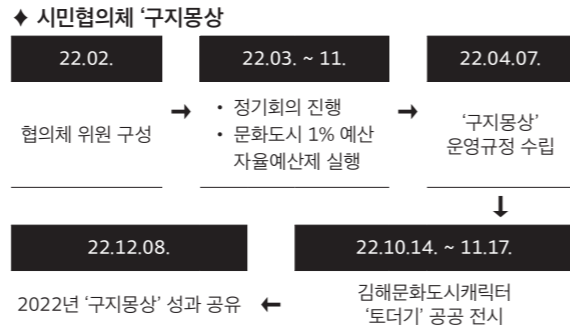 ✦ 시민협의체 ‘구지몽상
22.02.
협의체 위원 구성
22.03. ~ 11.
• 정기회의 진행
• 문화도시 1% 예산
자율예산제 실행
22.04.07.
‘구지몽상’
운영규정 수립
22.10.14. ~ 11.17.
김해문화도시캐릭터
‘토더기’ 공공 전시
22.12.08.
2022년 ‘구지몽상’ 성과 공유